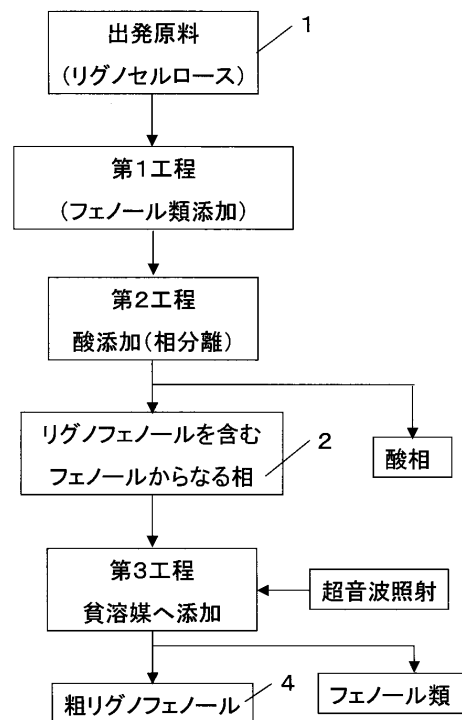 出発原料
(リグノセルロース)
1
第1工程
(フェノール類添加)
第2工程
酸添加(相分離)
リグノフェノールを含む
フェノールからなる相
2
酸相
第3工程
貧溶媒へ添加
超音波照射
粗リグノフェノール
4
フェノール類